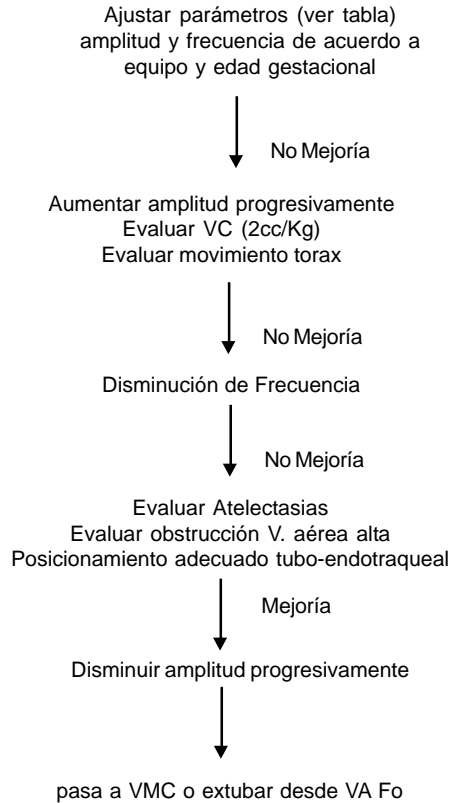 Ajustar parámetros (ver tabla)
amplitud y frecuencia de acuerdo a
equipo y edad gestacional
No Mejoría
Aumentar amplitud progresivamente
Evaluar VC (2cc/Kg)
Evaluar movimiento torax
No Mejoría
Disminución de Frecuencia
No Mejoría
Evaluar Atelectasias
Evaluar obstrucción V. aérea alta
Posicionamiento adecuado tubo-endotraqueal
Mejoría
Disminuir amplitud progresivamente
pasa a VMC o extubar desde VA Fo